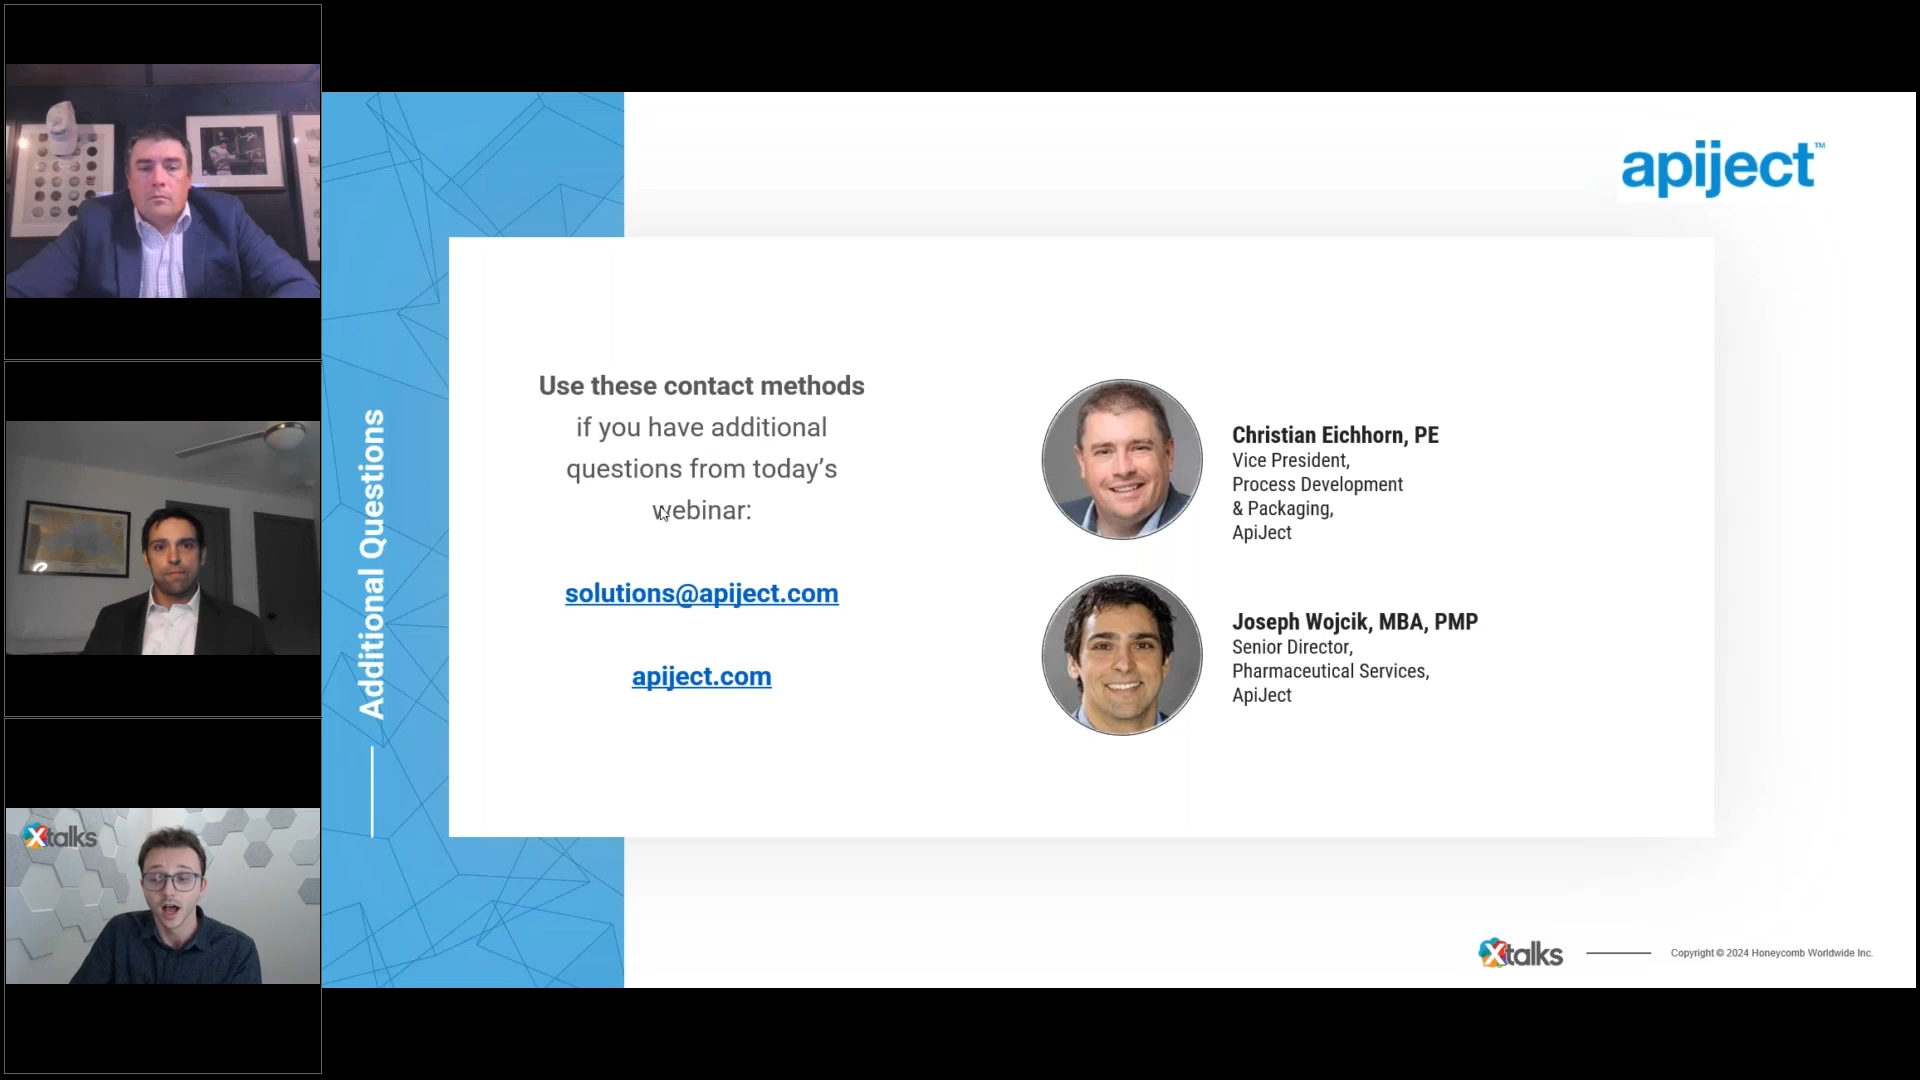 apiject™
Additional Questions
Use these contact methods
if you have additional
questions from today’s
webinar:
solutions@apiject.com
apiject.com
Christian Eichhorn, PE
Vice President,
Process Development
& Packaging,
ApiJect
Joseph Wojcik, MBA, PMP
Senior Director,
Pharmaceutical Services,
ApiJect
Xtalks
Xtalks
Copyright © 2024 Honeycomb Worldwide Inc.